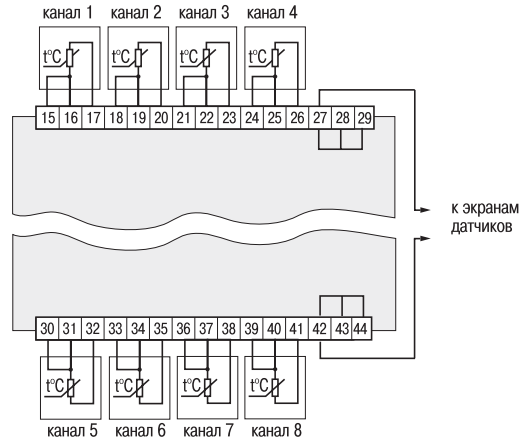 канал 1 канал 2 канал 3 канал 4
t°C t°C t°C t°C
15 16 17 18 19 20 21 22 23 24 25 26 27 28 29
к экранам
датчиков
30 31 32 33 34 35 36 37 38 39 40 41 42 43 44
t°C t°C t°C t°C
канал 5 канал 6 канал 7 канал 8